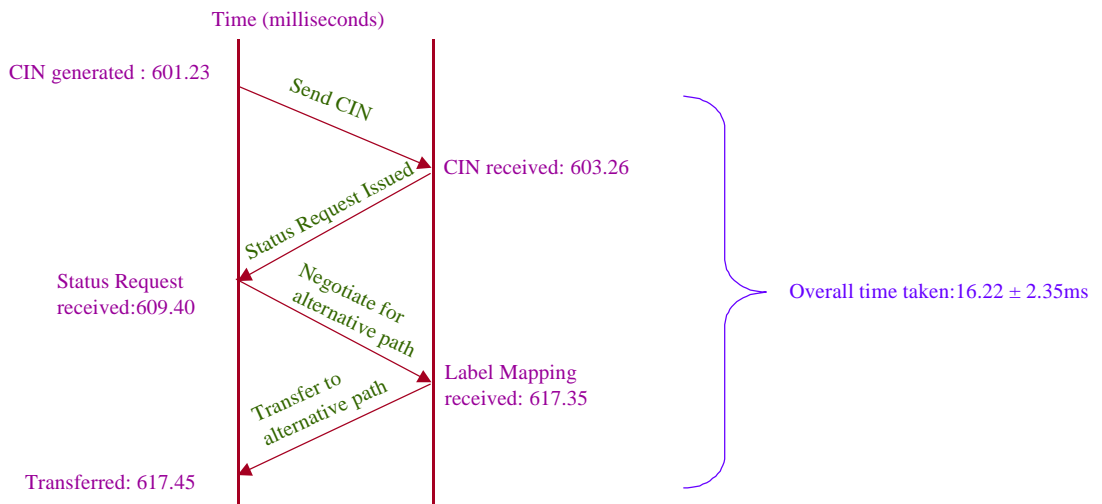 Time (milliseconds)
CIN generated : 601.23
Send CIN
CIN received: 603.26
Status Request Issued
Status Request
received:609.40
Negotiate for
alternative path
Overall time taken:16.22 ± 2.35ms
Label Mapping
received: 617.35
Transfer to
alternative path
Transferred: 617.45